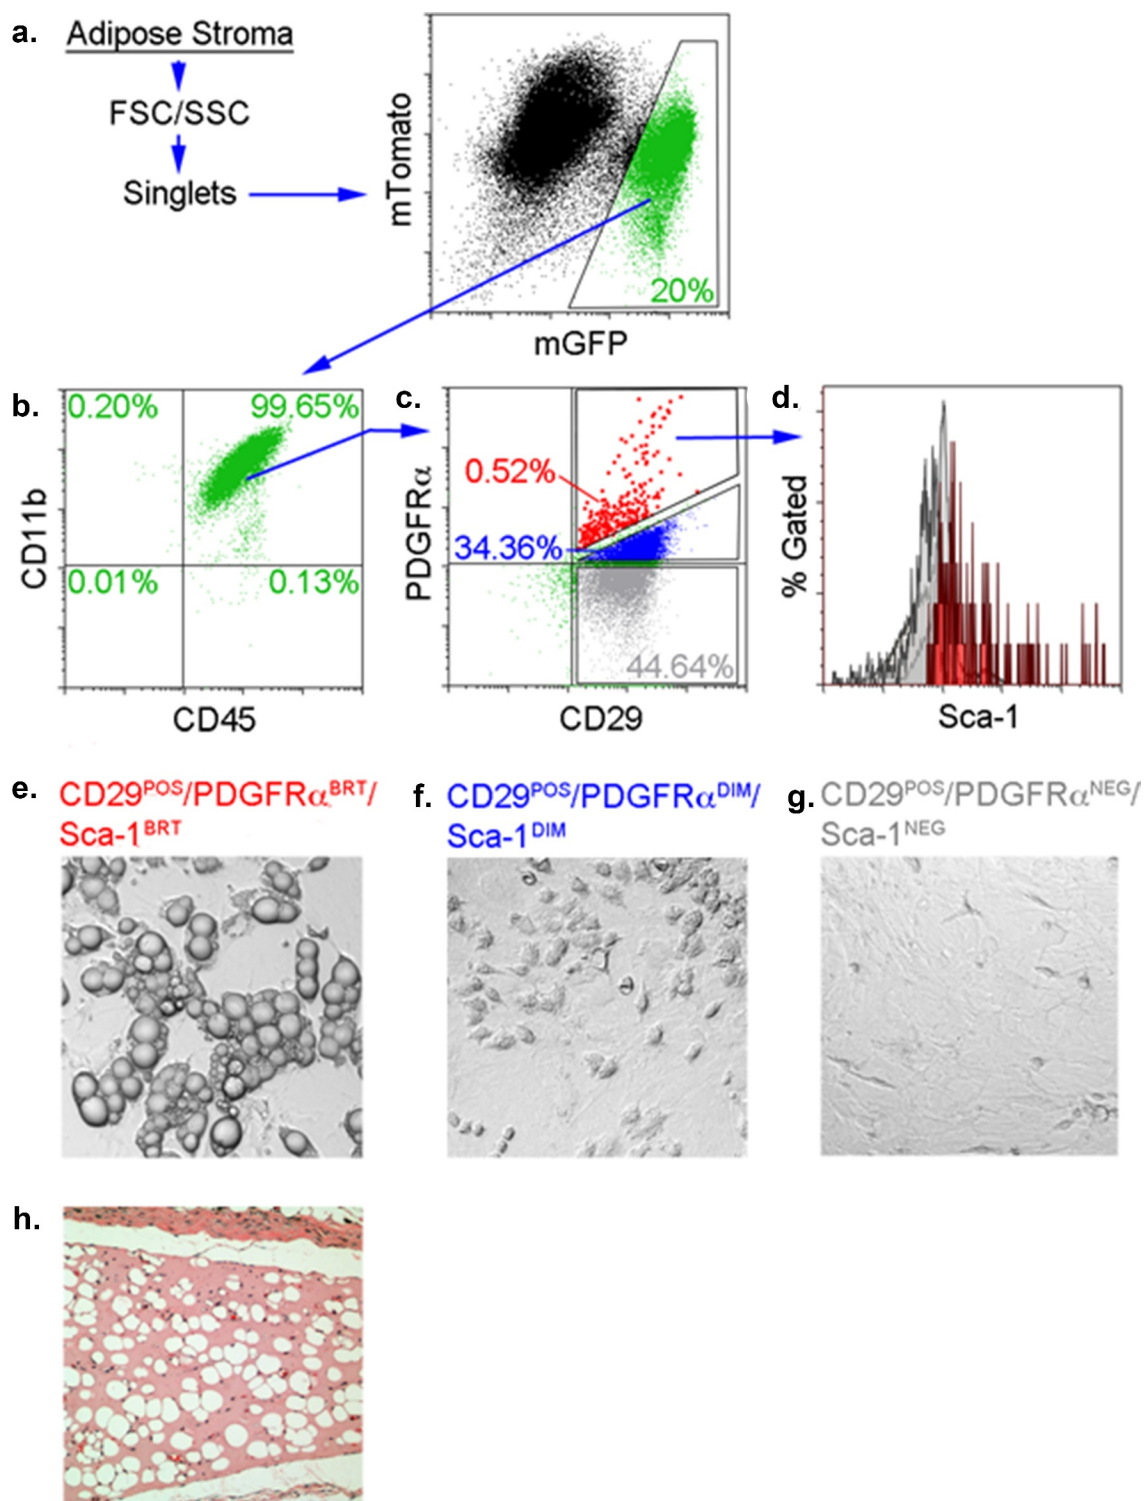 a.
Adipose Stroma
FSC/SSC
Singlets
mTomato
20%
mGFP
b.
0.20%
99.65%
CD11b
0.01%
0.13%
CD45
c.
0.52%
PDGFRα
34.36%
44.64%
CD29
d.
% Gated
Sca-1
e.
CD29POS/PDGFRαBRT/
Sca-1BRT
f.
CD29POS/PDGFRαDIM/
Sca-1DIM
g.
CD29POS/PDGFRαNEG/
Sca-1NEG
h.